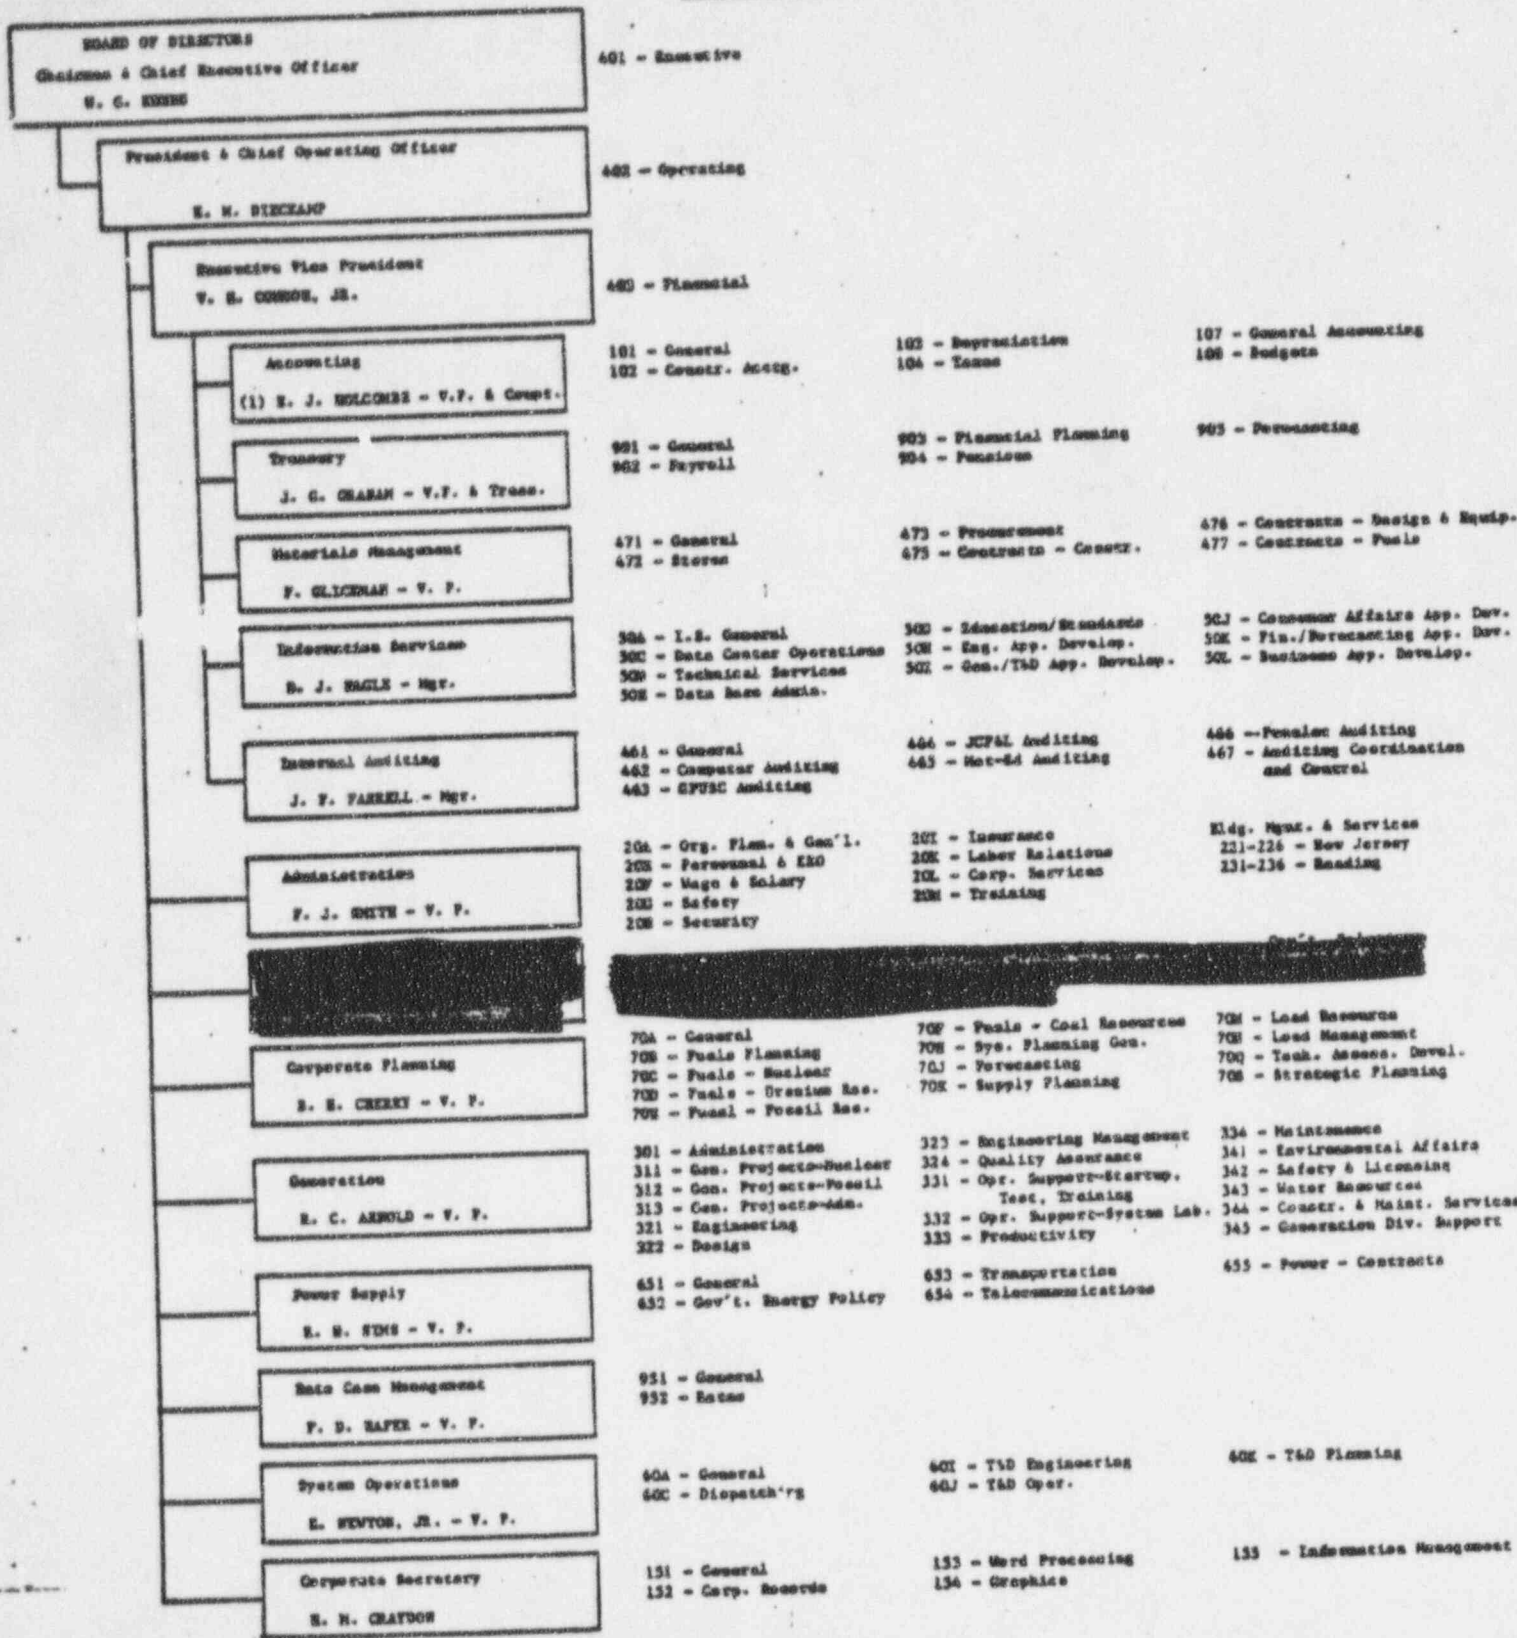 BOARD OF DIRECTORS
Chairman & Chief Executive Officer
W. G.
601 - Executive
President & Chief Operating Officer
H. DIECKAMP
602 - Operating
Executive Vice President
V. H. CONDON, JR.
- Financial
Accounting
(1) E. J. HOLCOMBE - V.P. & Compt.
101 - General
102 - Constr. Acctg.
103 - Depreciation
104 - Taxes
107 - General Accounting
108 - Budgets
Treasury
J. G. GRAHAM - V.P. & Treas.
901 - General
902 - Payroll
903 - Financial Planning
904 - Pensions
905 - Forecasting
Materials Management
F. GLICKMAN - V. P.
471 - General
472 - Stores
473 - Procurement
475 - Contracts - Constr.
476 - Contracts - Design & Equip.
477 - Contracts - Fuels
Information Services
B. J. NAGLE - Mgr.
50A - I.S. General
50C - Data Center Operations
50D - Technical Services
50E - Data Base Admin.
Education/Standards
50H - Eng. App. Develop.
50I - Gen./T&D App. Develop.
50J - Consumer Affairs App. Dev.
50K - Fin./Forecasting App. Dev.
50L - Business App. Develop.
Internal Auditing
J. F. FARRELL - Mgr.
461 - General
462 - Computer Auditing
463 - GPUSC Auditing
464 - JCP&L Auditing
465 - Met-Ed Auditing
466 - Penelec Auditing
467 - Auditing Coordination
and Control
Administration
F. J. SMITH - V. P.
20A - Org. Plan. & Gen'l.
Personnel & EEO
20F - Wage & Salary
20G - Safety
20H - Security
20I - Insurance
20K - Labor Relations
20L - Corp. Services
20M - Training
Bldg. Mgmt. & Services
221-226 - New Jersey
231-236 - Reading
Corporate Planning
B. H. CHERRY - V. P.
70A - General
70B - Fuels Planning
70C - Fuels - Nuclear
70D - Fuels - Uranium Res.
70E - Fuel - Fossil Res.
70F - Fuels - Coal Resources
70H - Sys. Planning Gen.
70J - Forecasting
70K - Supply Planning
70M - Load Resource
70N - Load Management
70Q - Tech. Assess. Devel.
70S - Strategic Planning
Generation
R. C. ARNOLD - V. P.
301 - Administration
311 - Gen. Projects-Nuclear
312 - Gen. Projects-Fossil
313 - Gen. Projects-Adm.
321 - Engineering
322 - Design
323 - Engineering Management
324 - Quality Assurance
331 - Opr. Support-Startup,
Test, Training
332 - Opr. Support-System Lab.
333 - Productivity
334 - Maintenance
341 - Environmental Affairs
342 - Safety & Licensing
343 - Water Resources
344 - Constr. & Maint. Services
345 - Generation Div. Support
Power Supply
R. H. SIMS - V. P.
651 - General
652 - Gov't. Energy Policy
653 - Transportation
654 - Telecommunications
655 - Power - Contracts
Rate Case Management
F. D. HAFER - V. P.
951 - General
952 - Rates
System Operations
E. NEWTON, JR. - V. P.
60A - General
60C - Dispatch'rg
60I - T&D Engineering
60J - T&D Oper.
60K - T&D Planning
Corporate Secretary
M. GRAYDON
151 - General
152 - Corp. Records
153 - Word Processing
154 - Graphics
155 - Information Management